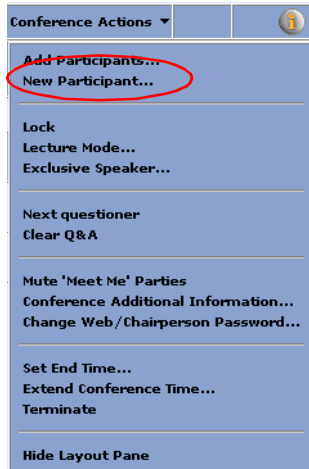 Conference Actions
Add Participants...
New Participant...
Lock
Lecture Mode...
Exclusive Speaker...
Next questioner
Clear Q&A
Mute 'Meet Me' Parties
Conference Additional Information...
Change Web/Chairperson Password...
Set End Time...
Extend Conference Time...
Terminate
Hide Layout Pane